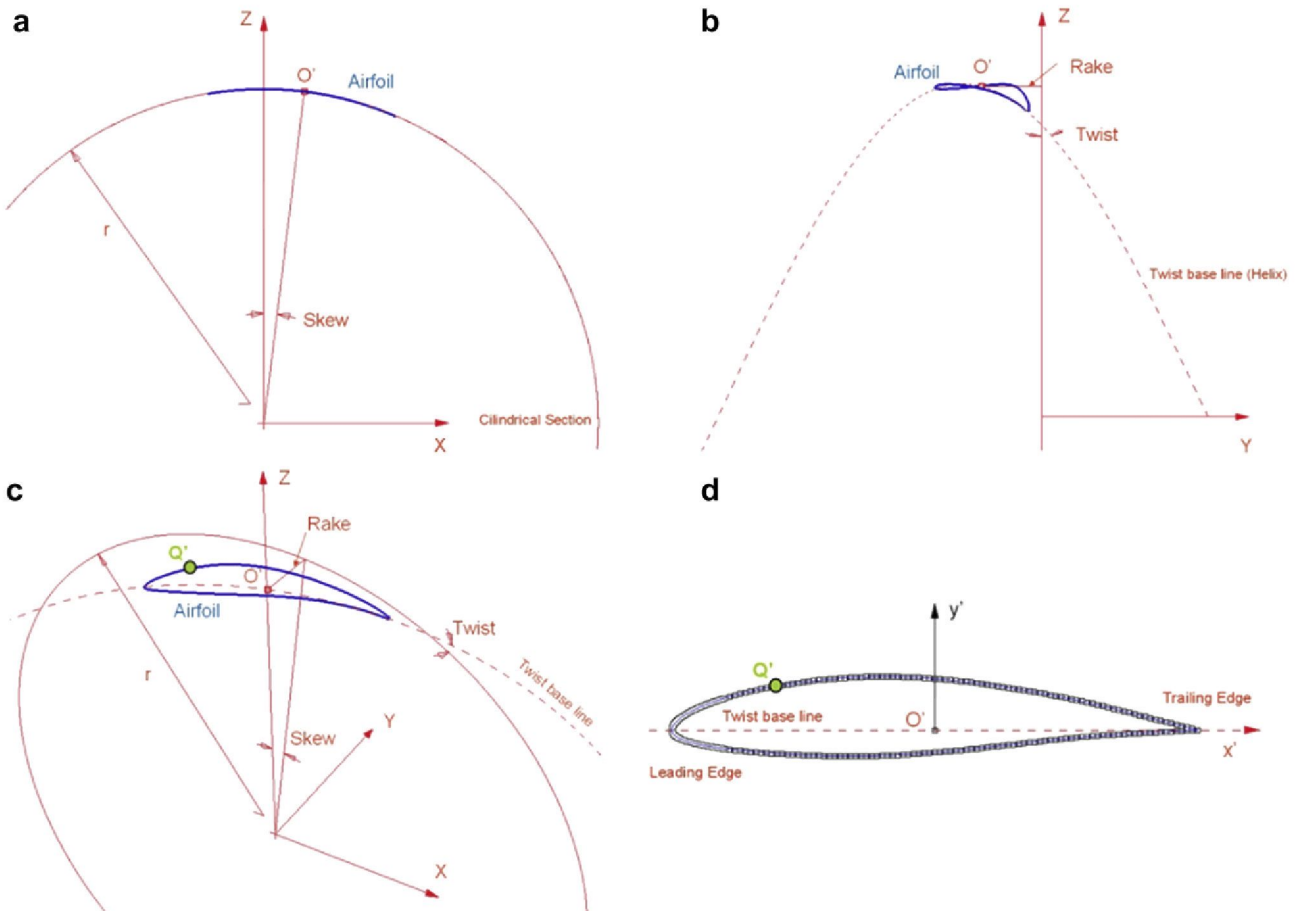 a
Z
O'
Airfoil
r
Skew
Cilindrical Section
X
b
Z
Airfoil
O'
Rake
Twist
Twist base line (Helix)
Y
c
Z
Rake
Q'
O'
Airfoil
Twist
r
Twist base line
Skew
Y
X
d
y'
Q'
Trailing Edge
Twist base line
O'
x'
Leading Edge